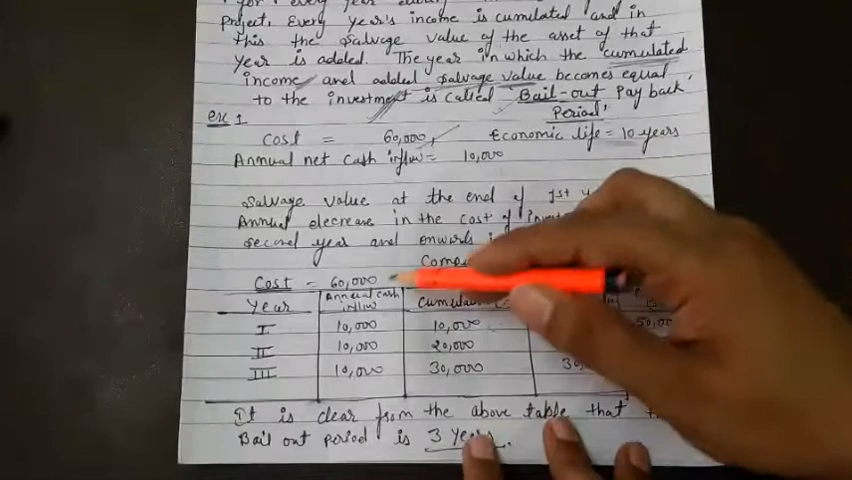 for every year
Project, Every Year's income is cumulated and in
this the salvage value of the asset of that
year is added. The year in which the cumulated
income and added salvage value becomes equal
to the investment is called 'Bail-out Pay back
Period'
ex 1
Cost = 60,000, Economic life = 10 years
Annual net cash inflow = 10,000
Salvage value at the end of 1st
Annual decrease in the cost of
second year and onwards
Cost = 60,000
Year Annual cash inflow
I 10,000 10,000 50,000
II 10,000 20,000
III 10,000 30,000
It is clear from the above table that
Bail out period is 3 Years.